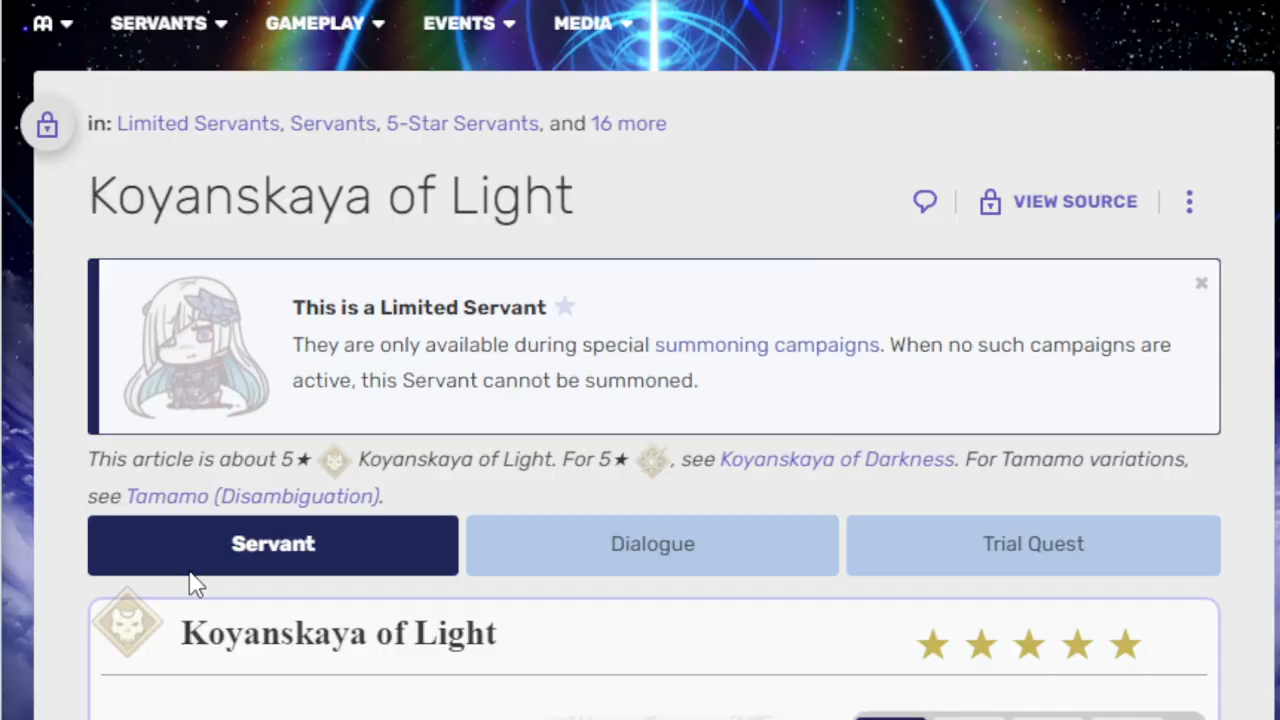 SERVANTS GAMEPLAY EVENTS MEDIA
in: Limited Servants, Servants, 5-Star Servants, and 16 more
Koyanskaya of Light
VIEW SOURCE
This is a Limited Servant
They are only available during special summoning campaigns. When no such campaigns are
active, this Servant cannot be summoned.
This article is about 5★ Koyanskaya of Light. For 5★ , see Koyanskaya of Darkness. For Tamamo variations,
see Tamamo (Disambiguation).
Servant Dialogue Trial Quest
Koyanskaya of Light